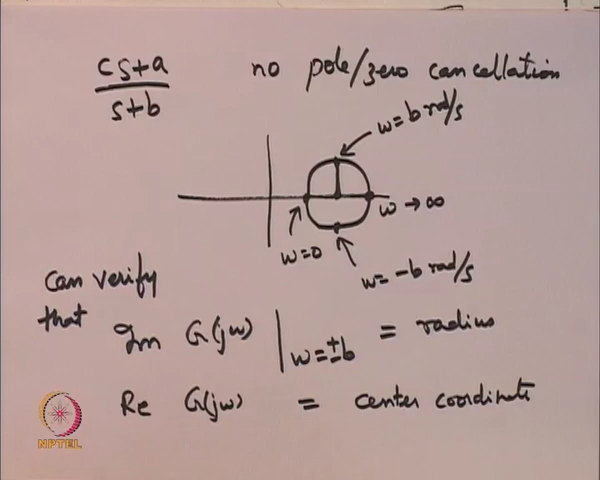 cs+a
s+b
no pole/zero cancellation
ω=b rad/s
ω→∞
ω=0
ω=-b rad/s
Can verify
that
Im G(jω) | ω=±b = radius
Re G(jω) = center coordinate
NPTEL